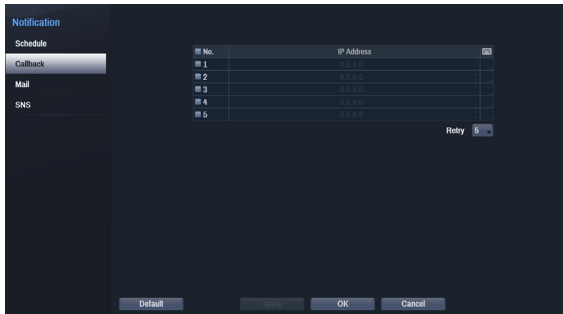 Notification
Schedule
Callback
Mail
SNS
No. IP Address
1 0.0.0.0
2 0.0.0.0
3 0.0.0.0
4 0.0.0.0
5 0.0.0.0
Retry 5
Default Apply OK Cancel